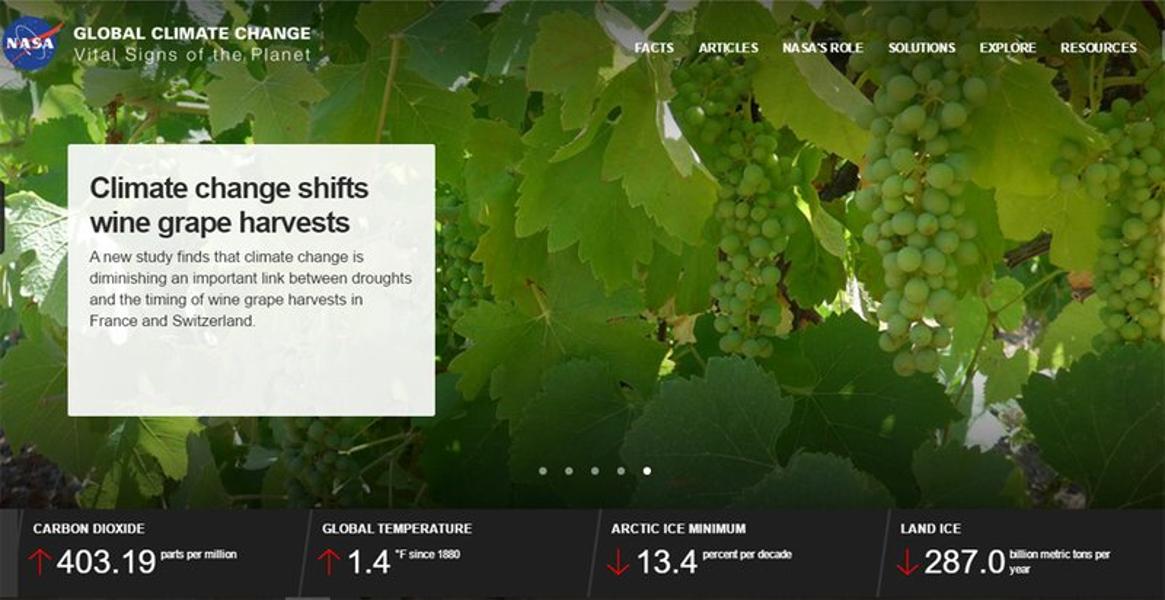 NASA
GLOBAL CLIMATE CHANGE
Vital Signs of the Planet
FACTS ARTICLES NASA'S ROLE SOLUTIONS EXPLORE RESOURCES
Climate change shifts
wine grape harvests
A new study finds that climate change is
diminishing an important link between droughts
and the timing of wine grape harvests in
France and Switzerland.
CARBON DIOXIDE
403.19 parts per million
GLOBAL TEMPERATURE
1.4 °F since 1880
ARCTIC ICE MINIMUM
13.4 percent per decade
LAND ICE
287.0 billion metric tons per
year